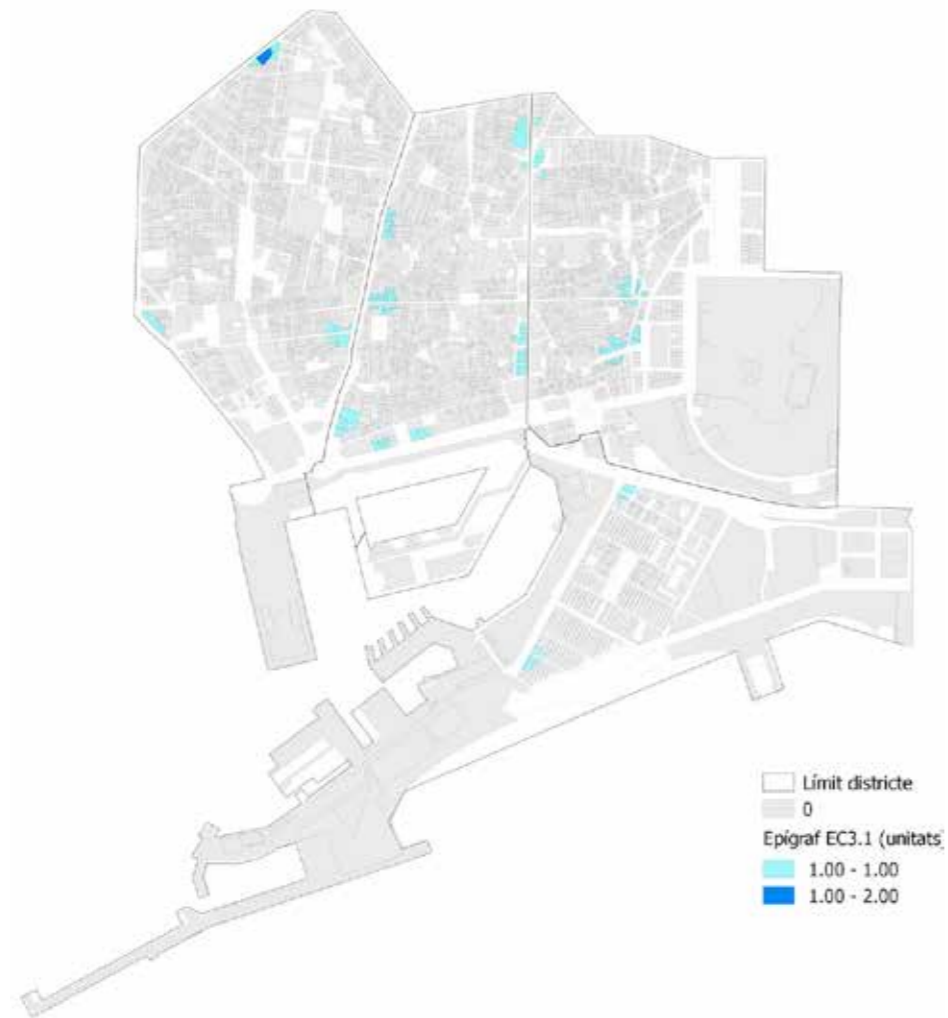 Límit districte
0
Epígraf EC3.1 (unitats)
1.00 - 1.00
1.00 - 2.00